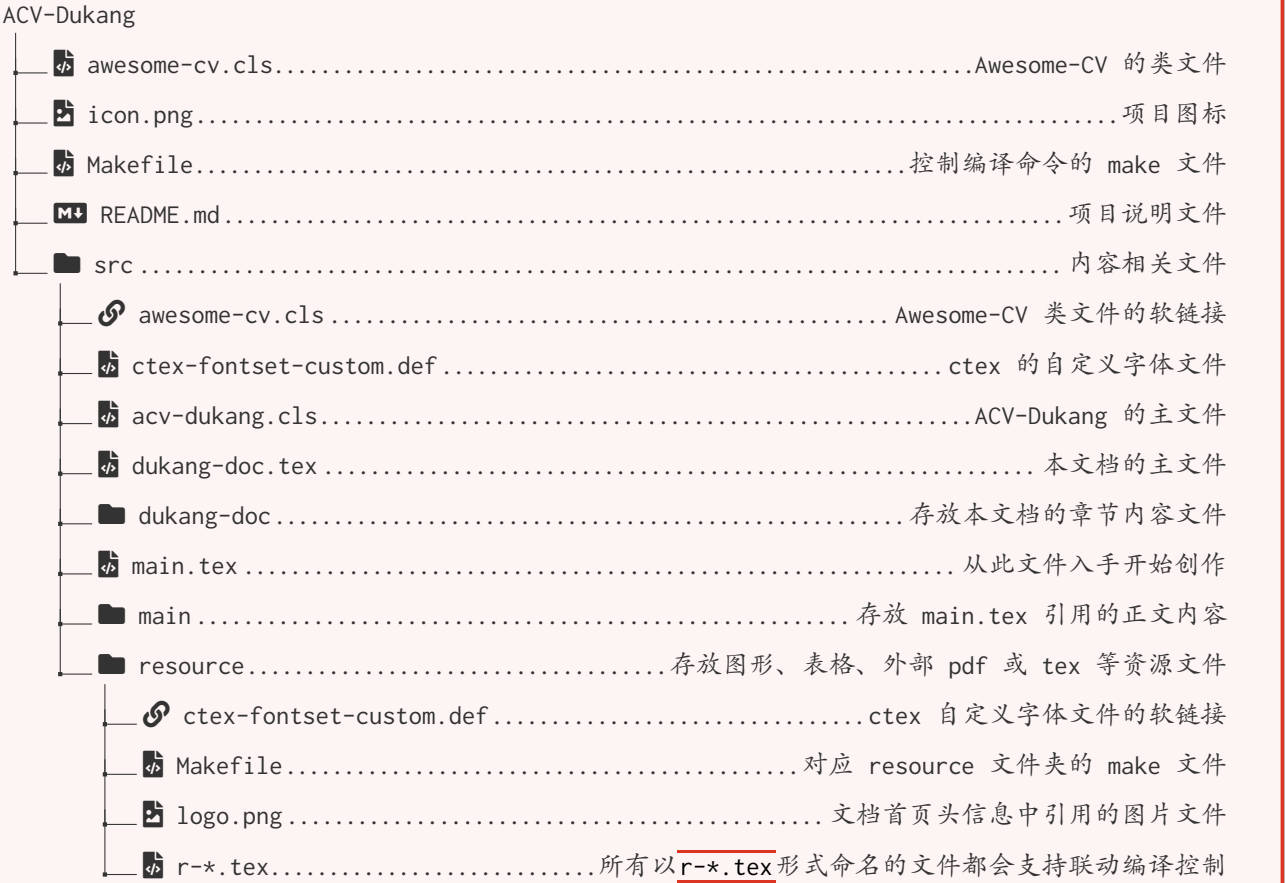 ACV-Dukang
awesome-cv.cls......Awesome-CV 的类文件
icon.png......项目图标
Makefile......控制编译命令的 make 文件
README.md......项目说明文件
src......内容相关文件
awesome-cv.cls......Awesome-CV 类文件的软链接
ctex-fontset-custom.def......ctex 的自定义字体文件
acv-dukang.cls......ACV-Dukang 的主文件
dukang-doc.tex......本文档的主文件
dukang-doc......存放本文档的章节内容文件
main.tex......从此文件入手开始创作
main......存放 main.tex 引用的正文内容
resource......存放图形、表格、外部 pdf 或 tex 等资源文件
ctex-fontset-custom.def......ctex 自定义字体文件的软链接
Makefile......对应 resource 文件夹的 make 文件
logo.png......文档首页头信息中引用的图片文件
r-*.tex......所有以r-*.tex形式命名的文件都会支持联动编译控制